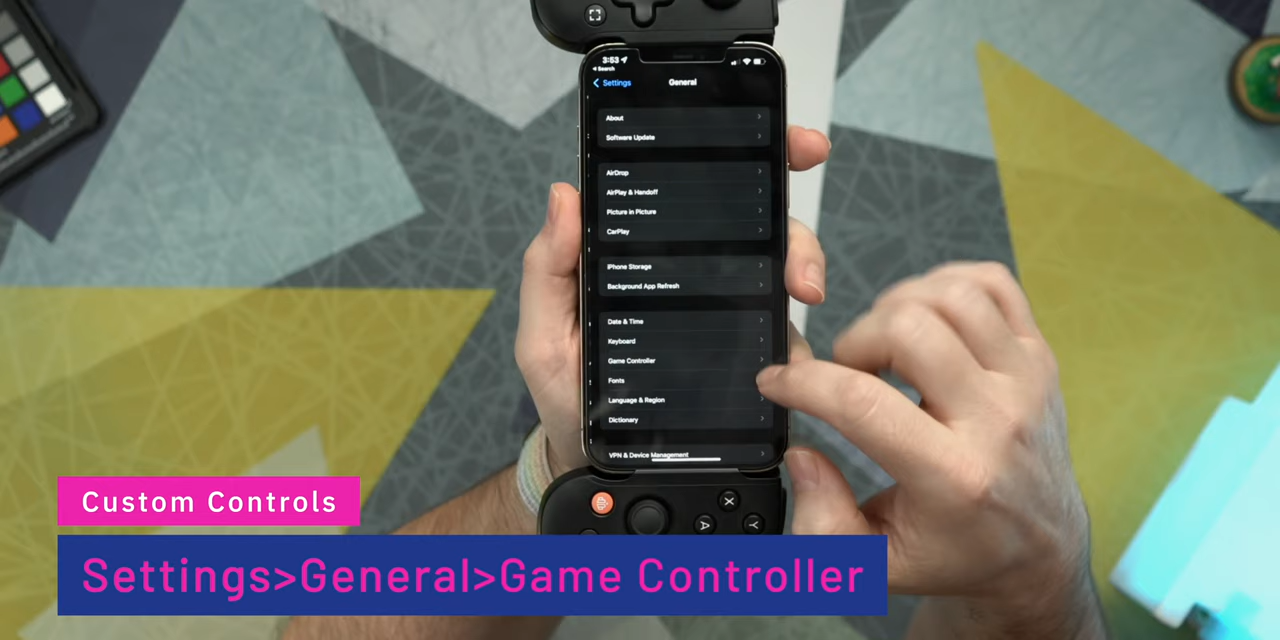 3:53
Search
Settings
General
About
Software Update
AirDrop
AirPlay & Handoff
Picture in Picture
CarPlay
iPhone Storage
Background App Refresh
Date & Time
Keyboard
Game Controller
Fonts
Language & Region
Dictionary
VPN & Device Management
X
A
Y
Custom Controls
Settings>General>Game Controller